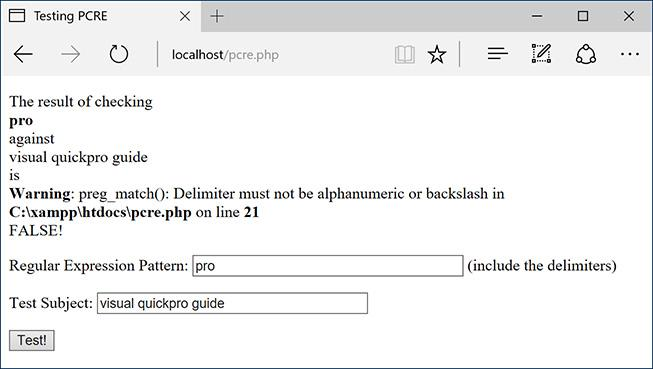 Testing PCRE
localhost/pcre.php
The result of checking
pro
against
visual quickpro guide
is
Warning: preg_match(): Delimiter must not be alphanumeric or backslash in
C:\xampp\htdocs\pcre.php on line 21
FALSE!
Regular Expression Pattern: pro (include the delimiters)
Test Subject: visual quickpro guide
Test!